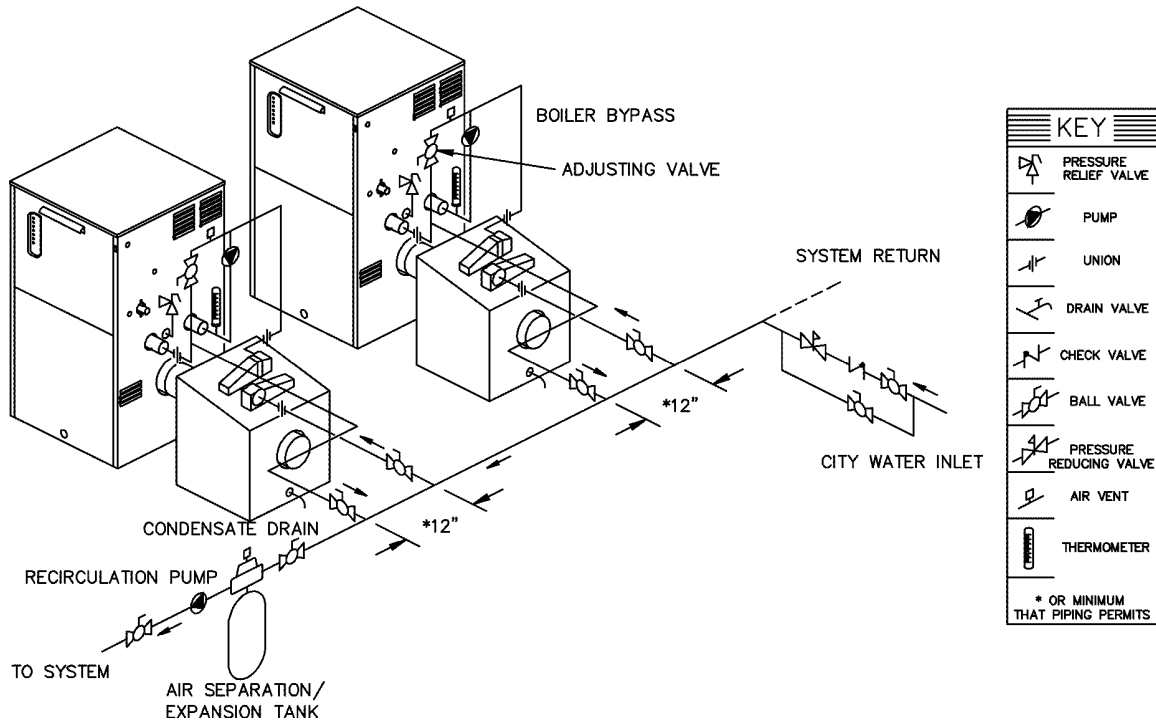 BOILER BYPASS
ADJUSTING VALVE
SYSTEM RETURN
*12"
CITY WATER INLET
*12"
CONDENSATE DRAIN
RECIRCULATION PUMP
TO SYSTEM
AIR SEPARATION/
EXPANSION TANK
KEY
PRESSURE
RELIEF VALVE
PUMP
UNION
DRAIN VALVE
CHECK VALVE
BALL VALVE
PRESSURE
REDUCING VALVE
AIR VENT
THERMOMETER
* OR MINIMUM
THAT PIPING PERMITS